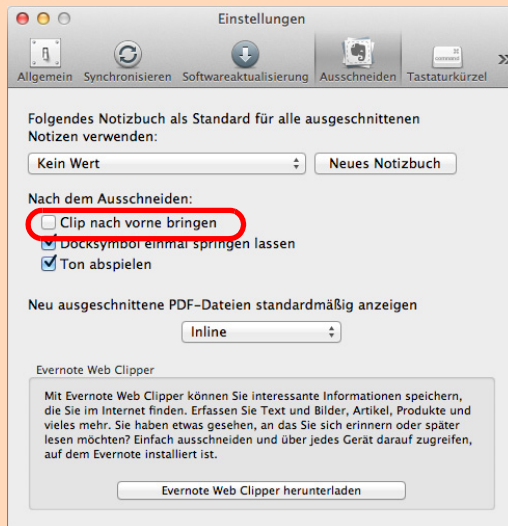 Einstellungen
Allgemein Synchronisieren Softwareaktualisierung Ausschneiden Tastaturkürzel »
Folgendes Notizbuch als Standard für alle ausgeschnittenen
Notizen verwenden:
Kein Wert Neues Notizbuch
Nach dem Ausschneiden:
Clip nach vorne bringen
Docksymbol einmal springen lassen
Ton abspielen
Neu ausgeschnittene PDF-Dateien standardmäßig anzeigen
Inline
Evernote Web Clipper
Mit Evernote Web Clipper können Sie interessante Informationen speichern,
die Sie im Internet finden. Erfassen Sie Text und Bilder, Artikel, Produkte und
vieles mehr. Sie haben etwas gesehen, an das Sie sich erinnern oder später
lesen möchten? Einfach ausschneiden und über jedes Gerät darauf zugreifen,
auf dem Evernote installiert ist.
Evernote Web Clipper herunterladen